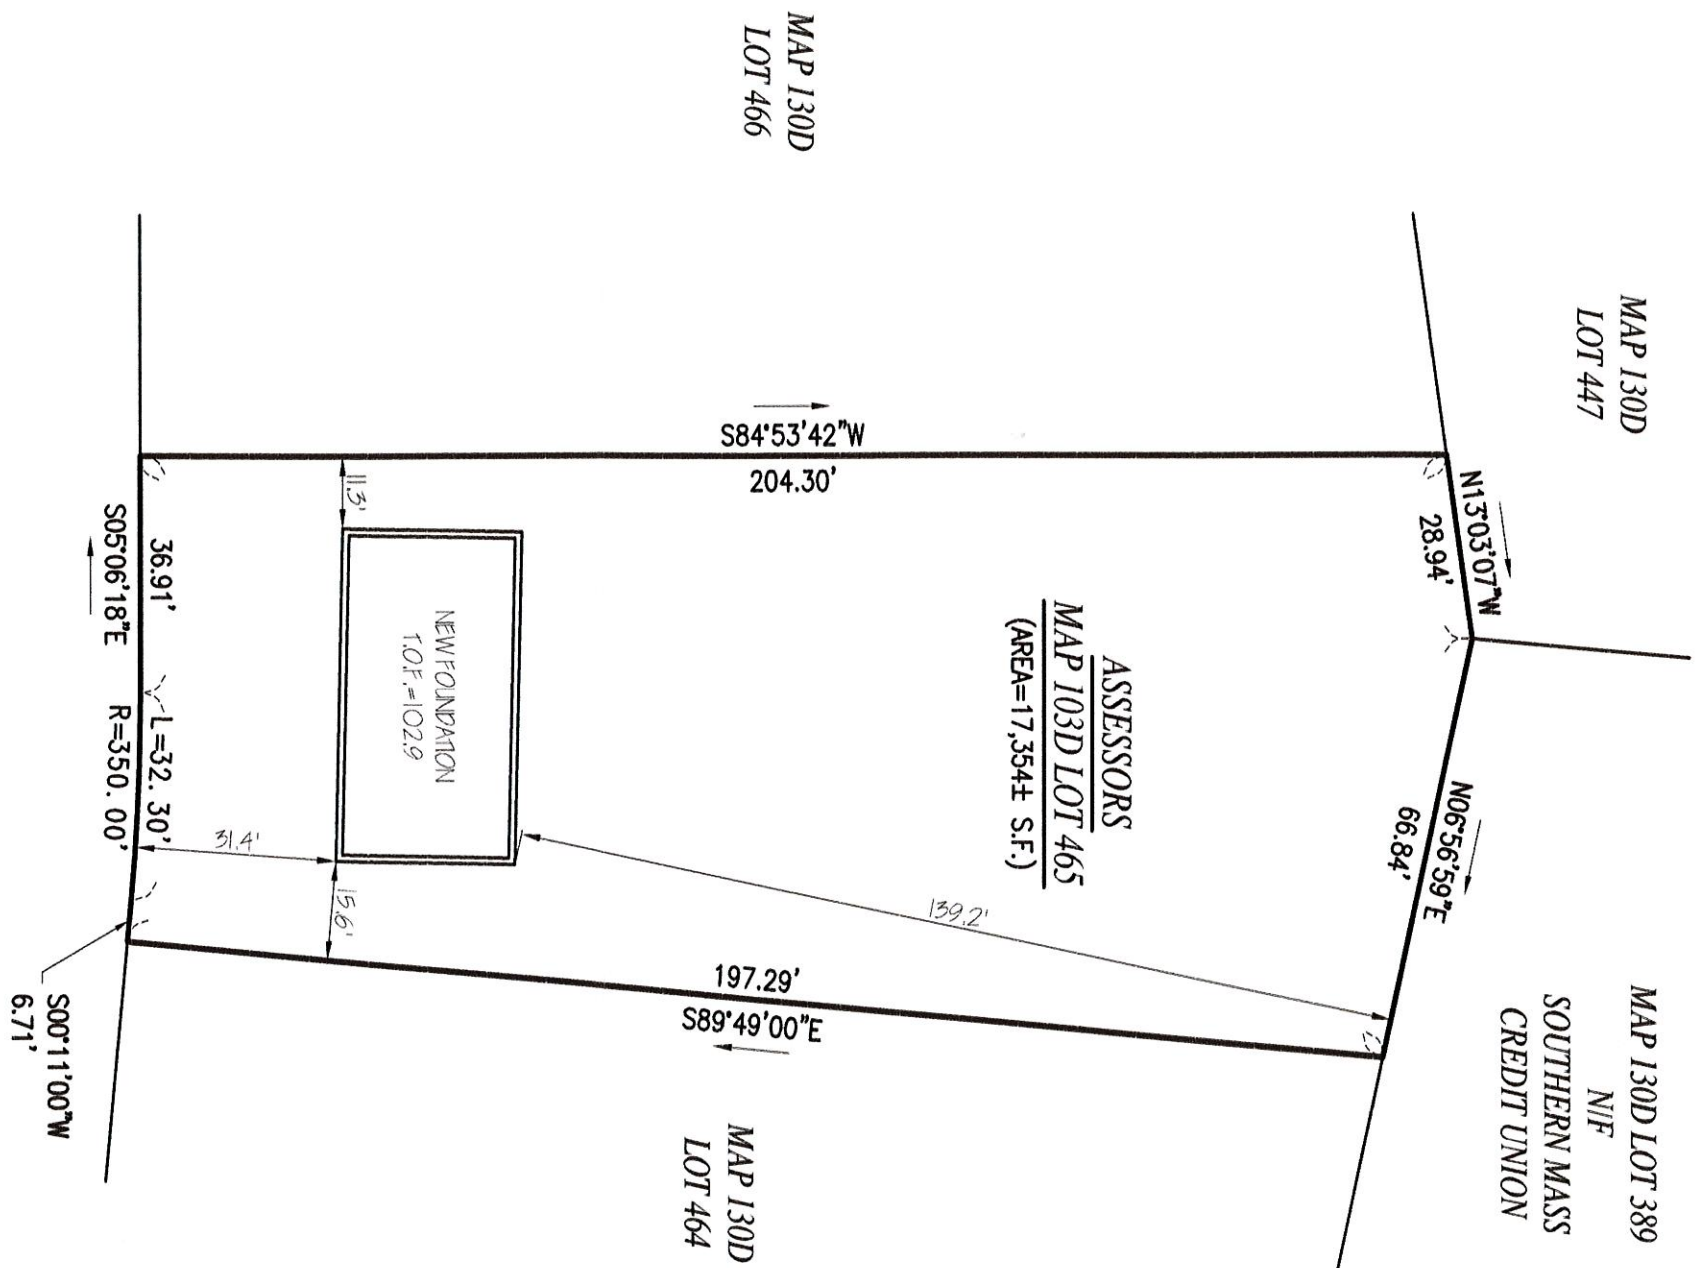 MAP 130D
LOT 466
MAP 130D
LOT 447
S84°53'42"W
204.30'
N13°03'07"W
28.94'
11.3'
36.91'
S05°06'18"E
NEW FOUNDATION
T.O.F.=102.9
ASSESSORS
MAP 103D LOT 465
(AREA=17,354± S.F.)
L=32.30'
R=350.00'
31.4'
15.6'
139.2'
N06°56'59"E
66.84'
197.29'
S89°49'00"E
S00°11'00"W
6.71'
MAP 130D LOT 389
N/F
SOUTHERN MASS
CREDIT UNION
MAP 130D
LOT 464